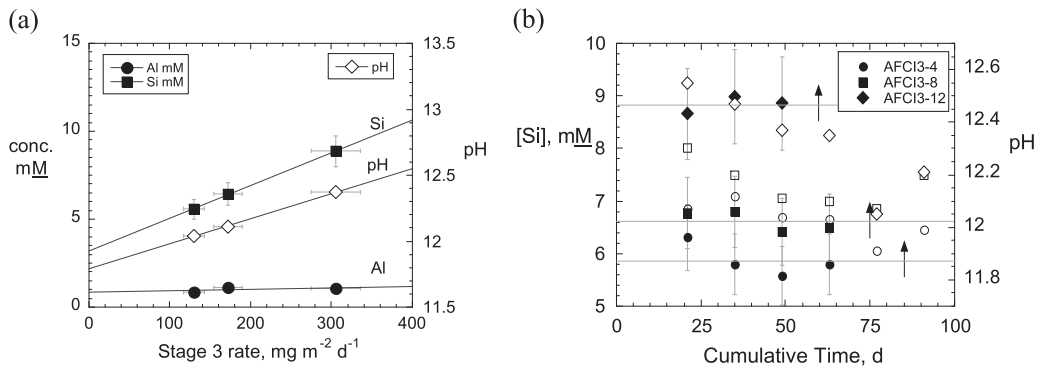 (a)
15
10
5
0
conc.
mM
Al mM
Si mM
pH
Si
pH
Al
13.5
13
12.5
12
11.5
pH
0
100
200
300
400
Stage 3 rate, mg m⁻² d⁻¹
(b)
10
9
8
7
6
5
[Si], mM
AFCI3-4
AFCI3-8
AFCI3-12
12.6
12.4
12.2
12
11.8
pH
0
25
50
75
100
Cumulative Time, d